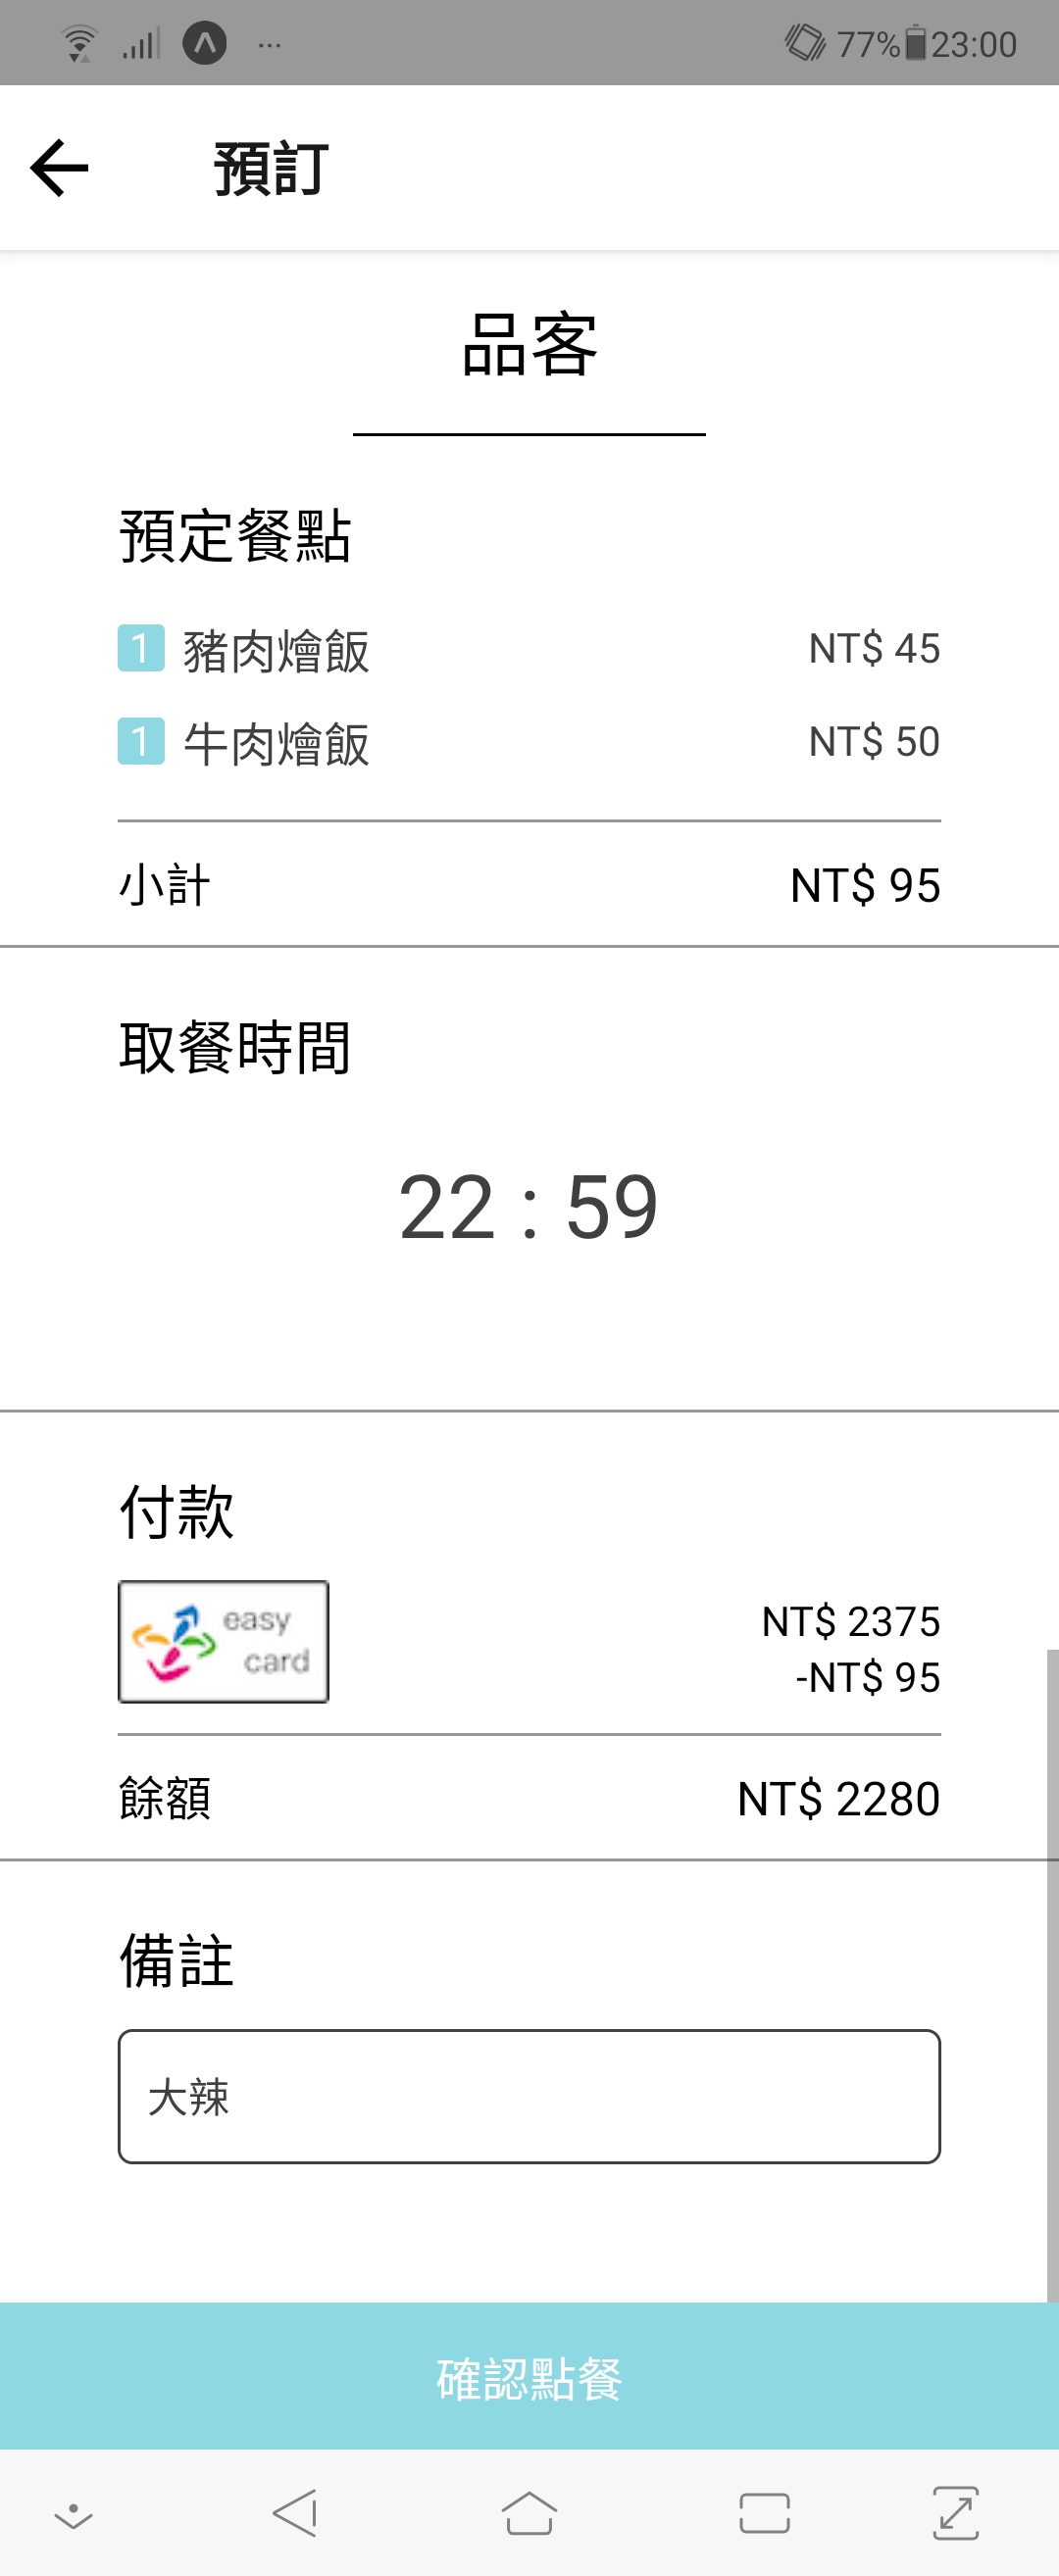 ... 77% 23:00
預訂
品客
預定餐點
1 豬肉燴飯 NT$ 45
1 牛肉燴飯 NT$ 50
小計 NT$ 95
取餐時間
22 : 59
付款
easy card NT$ 2375
-NT$ 95
餘額 NT$ 2280
備註
大辣
確認點餐